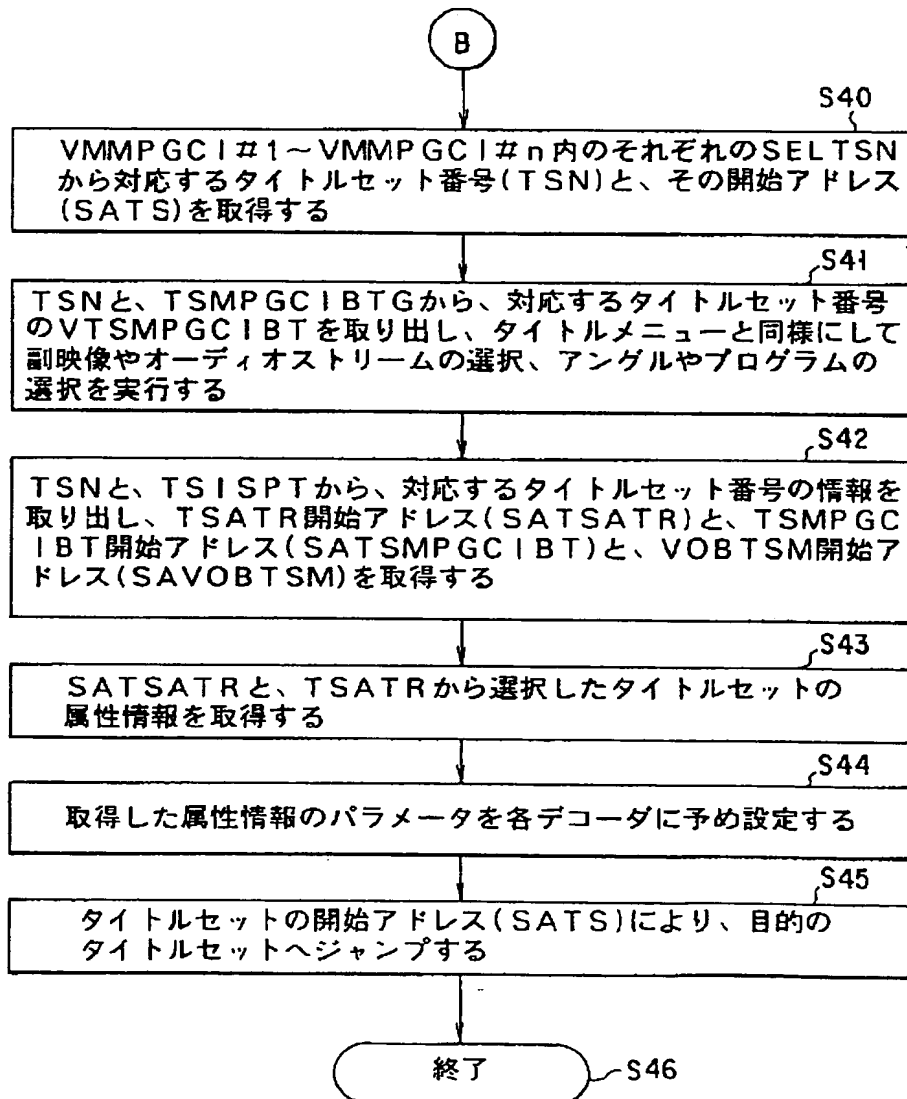 B
S40
VMMPGCI#1~VMMPGCI#n内のそれぞれのSELTSN
から対応するタイトルセット番号(TSN)と、その開始アドレス
(SATS)を取得する
S41
TSNと、TSMPGCIBTGから、対応するタイトルセット番号
のVTSMPGCIBTを取り出し、タイトルメニューと同様にして
副映像やオーディオストリームの選択、アングルやプログラムの
選択を実行する
S42
TSNと、TSISPTから、対応するタイトルセット番号の情報を
取り出し、TSATR開始アドレス(SATSATR)と、TSMPGC
IBT開始アドレス(SATSMPGCIBT)と、VOBTSM開始ア
ドレス(SAVOBTSM)を取得する
S43
SATSATRと、TSATRから選択したタイトルセットの
属性情報を取得する
S44
取得した属性情報のパラメータを各デコーダに予め設定する
S45
タイトルセットの開始アドレス(SATS)により、目的の
タイトルセットへジャンプする
終了
S46